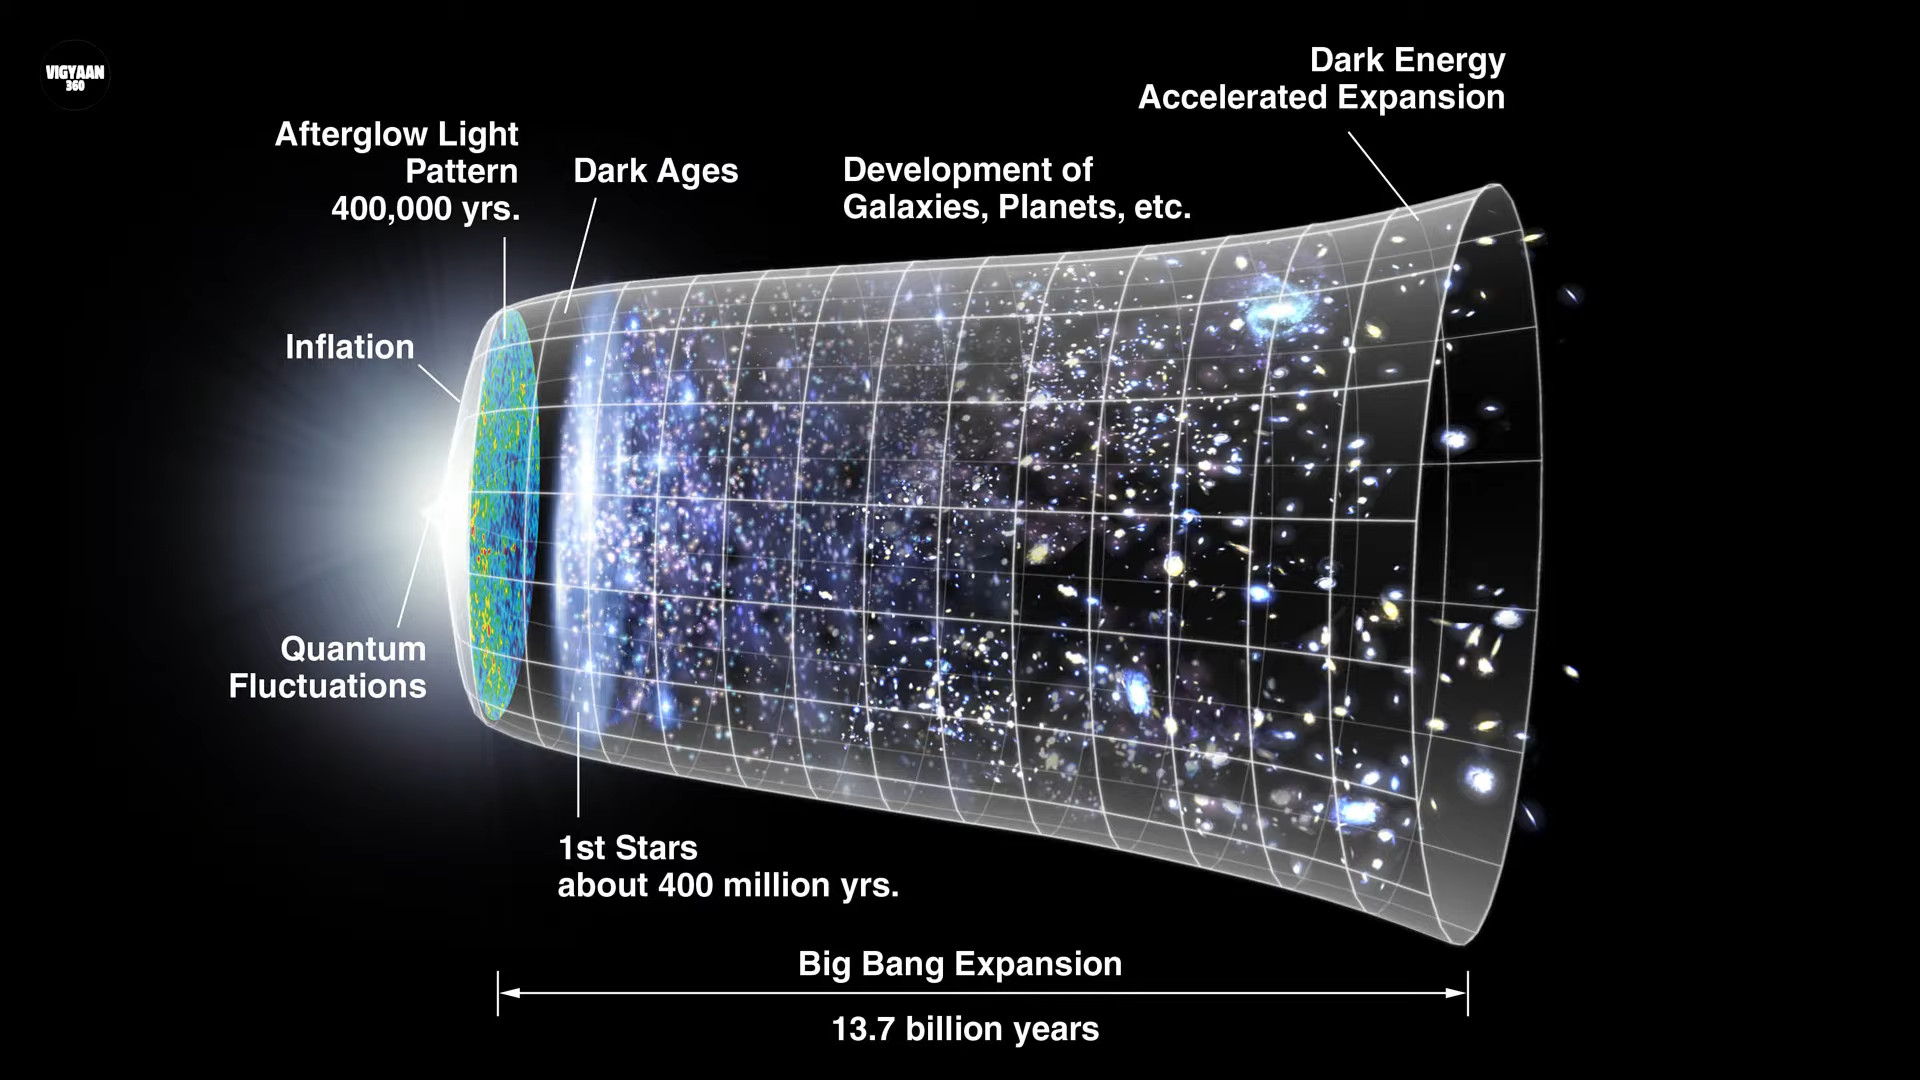 VIGYAAN
360
Dark Energy
Accelerated Expansion
Afterglow Light
Pattern
400,000 yrs.
Dark Ages
Development of
Galaxies, Planets, etc.
Inflation
Quantum
Fluctuations
1st Stars
about 400 million yrs.
Big Bang Expansion
13.7 billion years